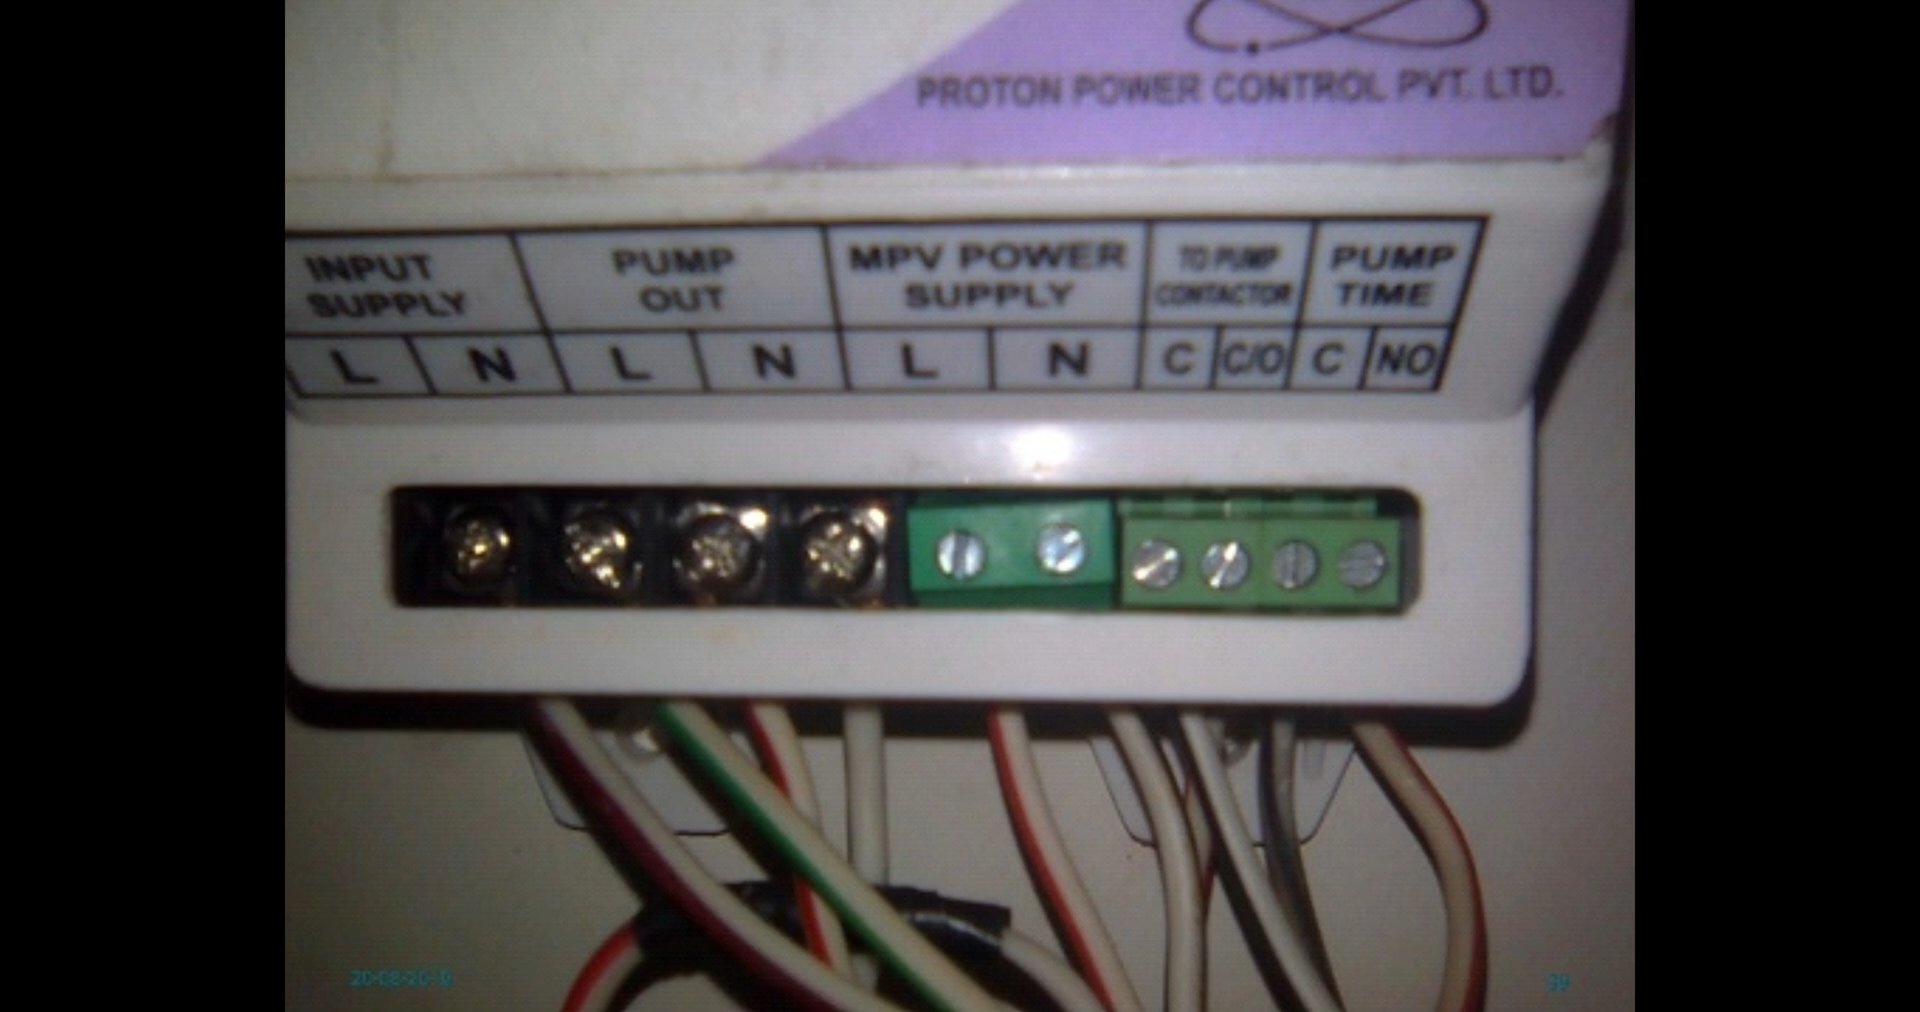 PROTON POWER CONTROL PVT. LTD.
INPUT SUPPLY
PUMP OUT
MPV POWER SUPPLY
TO PUMP CONTACTOR
PUMP TIME
L N L N L N C C/O C NO